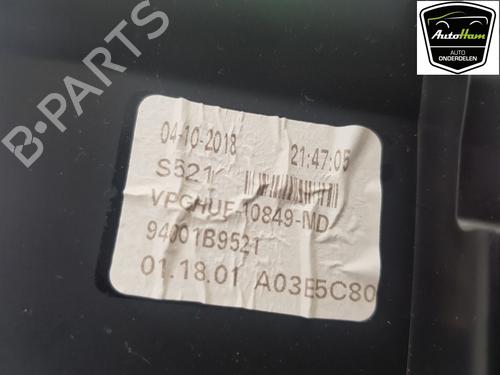 AutoHam
AUTO
ONDERDELEN
04-10-2018 21:47:05
S521
VPGHUF-10849-MD
94001B9521
01.18.01 A03E5C80
B-PARTS